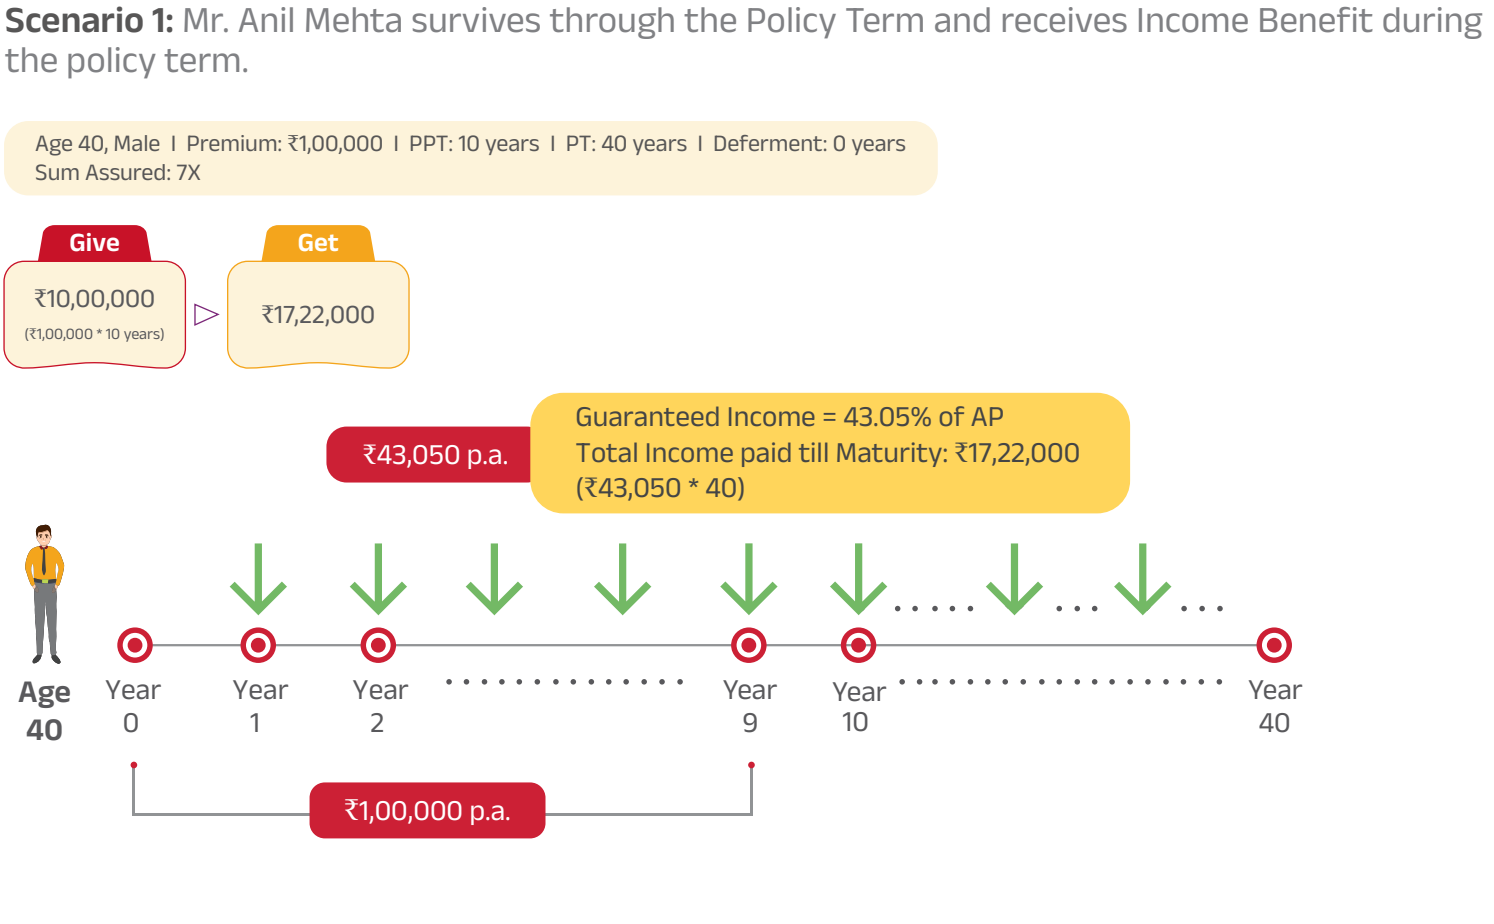 Scenario 1: Mr. Anil Mehta survives through the Policy Term and receives Income Benefit during
the policy term.
Age 40, Male I Premium: ₹1,00,000 I PPT: 10 years I PT: 40 years I Deferment: 0 years
Sum Assured: 7X
Give
Get
₹10,00,000
(₹1,00,000 * 10 years)
₹17,22,000
₹43,050 p.a.
Guaranteed Income = 43.05% of AP
Total Income paid till Maturity: ₹17,22,000
(₹43,050 * 40)
Age
40
Year
0
Year
1
Year
2
Year
9
Year
10
Year
40
₹1,00,000 p.a.